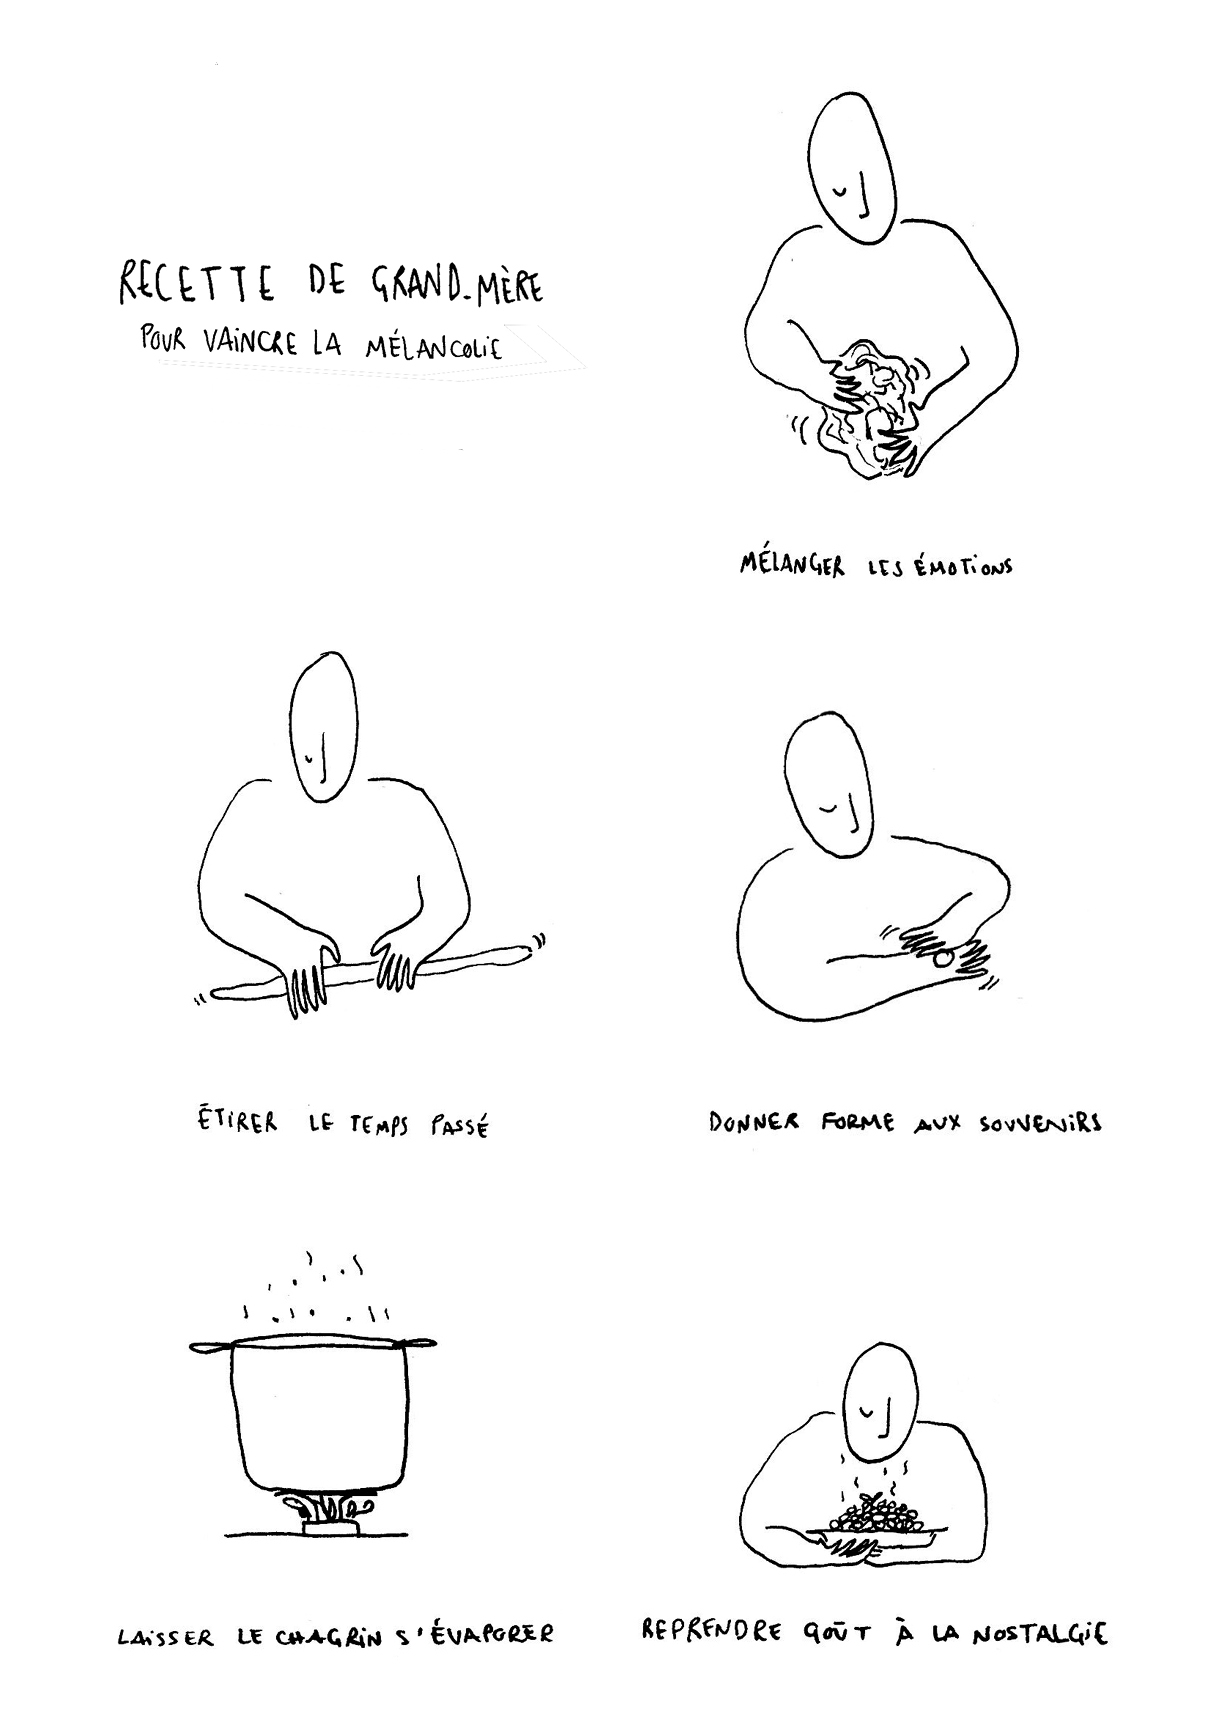 RECETTE DE GRAND-MÈRE
POUR VAINCRE LA MÉLANCOLIE
MÉLANGER LES ÉMOTIONS
ÉTIRER LE TEMPS PASSÉ
DONNER FORME AUX SOUVENIRS
LAISSER LE CHAGRIN S'ÉVAPORER
REPRENDRE GOÛT À LA NOSTALGIE